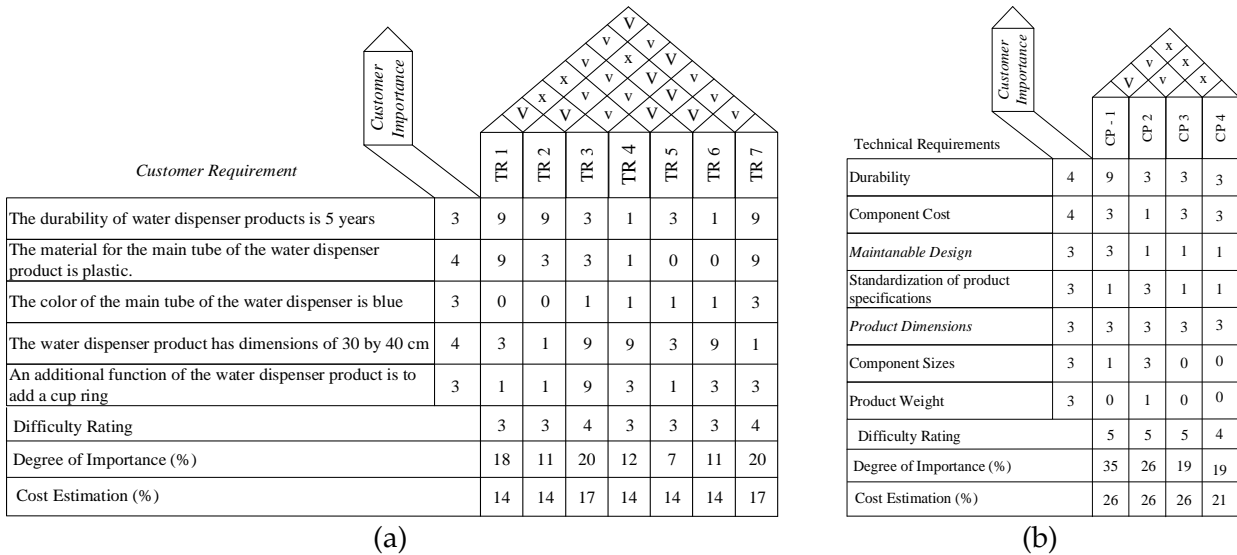 Customer Importance
V
v v
v x V
x v V v
x v v V v
V V v v V v
Customer Requirement TR 1 TR 2 TR 3 TR 4 TR 5 TR 6 TR 7
The durability of water dispenser products is 5 years 3 9 9 3 1 3 1 9
The material for the main tube of the water dispenser
product is plastic. 4 9 3 3 1 0 0 9
The color of the main tube of the water dispenser is blue 3 0 0 1 1 1 1 3
The water dispenser product has dimensions of 30 by 40 cm 4 3 1 9 9 3 9 1
An additional function of the water dispenser product is to
add a cup ring 3 1 1 9 3 1 3 3
Difficulty Rating 3 3 4 3 3 3 4
Degree of Importance (%) 18 11 20 12 7 11 20
Cost Estimation (%) 14 14 17 14 14 14 17
(a)
Customer Importance
x
v x
V v x
Technical Requirements CP - 1 CP 2 CP 3 CP 4
Durability 4 9 3 3 3
Component Cost 4 3 1 3 3
Maintanable Design 3 3 1 1 1
Standardization of product
specifications 3 1 3 1 1
Product Dimensions 3 3 3 3 3
Component Sizes 3 1 3 0 0
Product Weight 3 0 1 0 0
Difficulty Rating 5 5 5 4
Degree of Importance (%) 35 26 19 19
Cost Estimation (%) 26 26 26 21
(b)